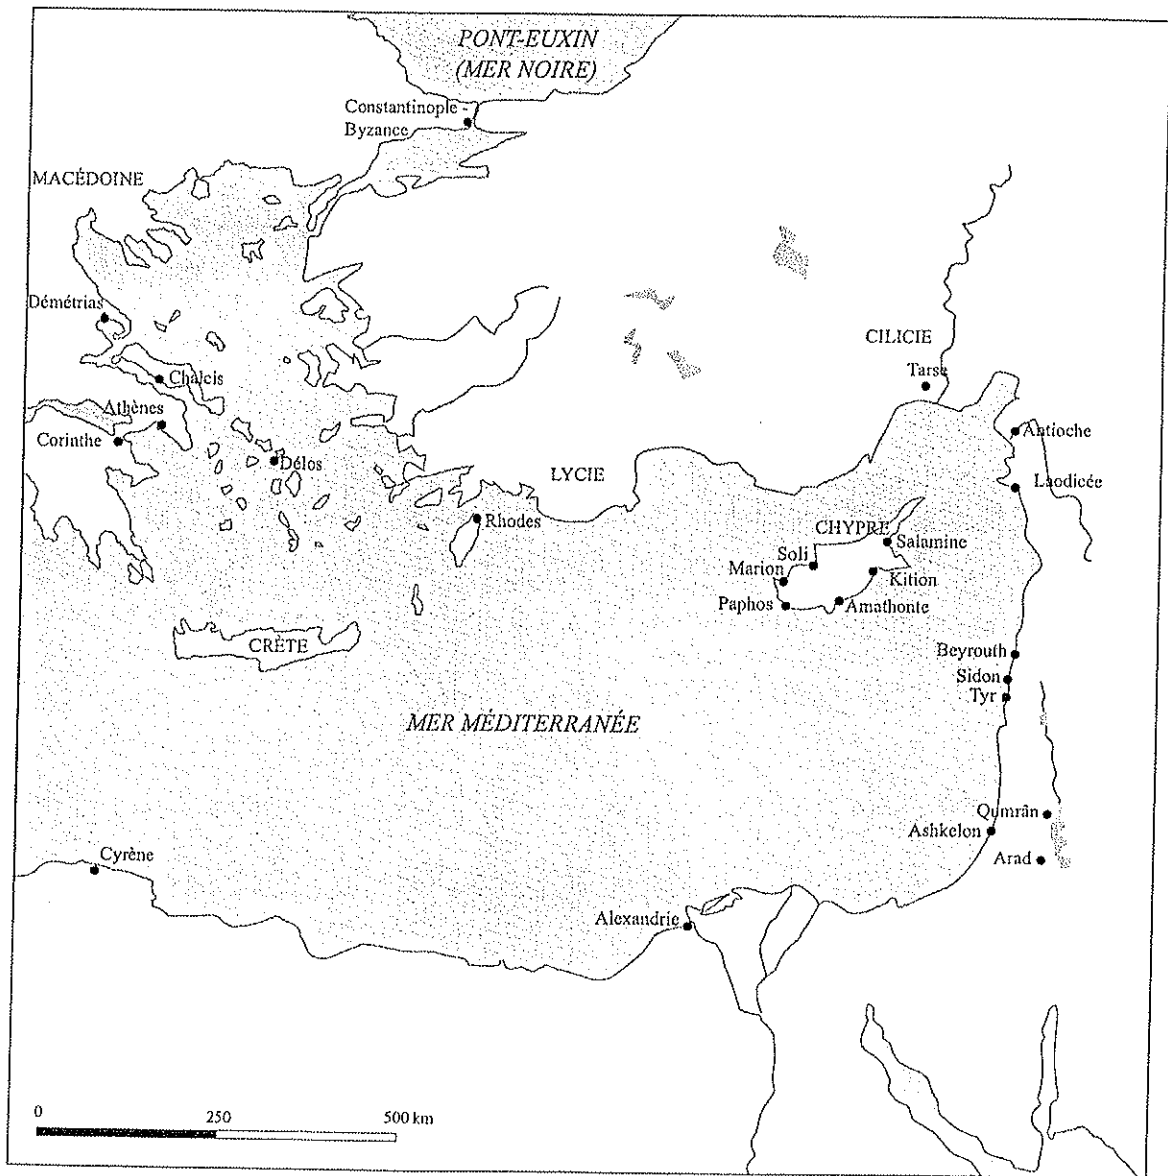 PONT-EUXIN
(MER NOIRE)
Constantinople -
Byzance
MACÉDOINE
Démétrias
CILICIE
Tarse
Chalcis
Athènes
Corinthe
Antioche
Délos
LYCIE
Laodicée
Rhodes
CHYPRE
Salamine
Soli
Marion
Kition
Paphos
Amathonte
CRÈTE
Beyrouth
Sidon
Tyr
MER MÉDITERRANÉE
Qumrân
Ashkelon
Arad
Cyrène
Alexandrie
0 250 500 km